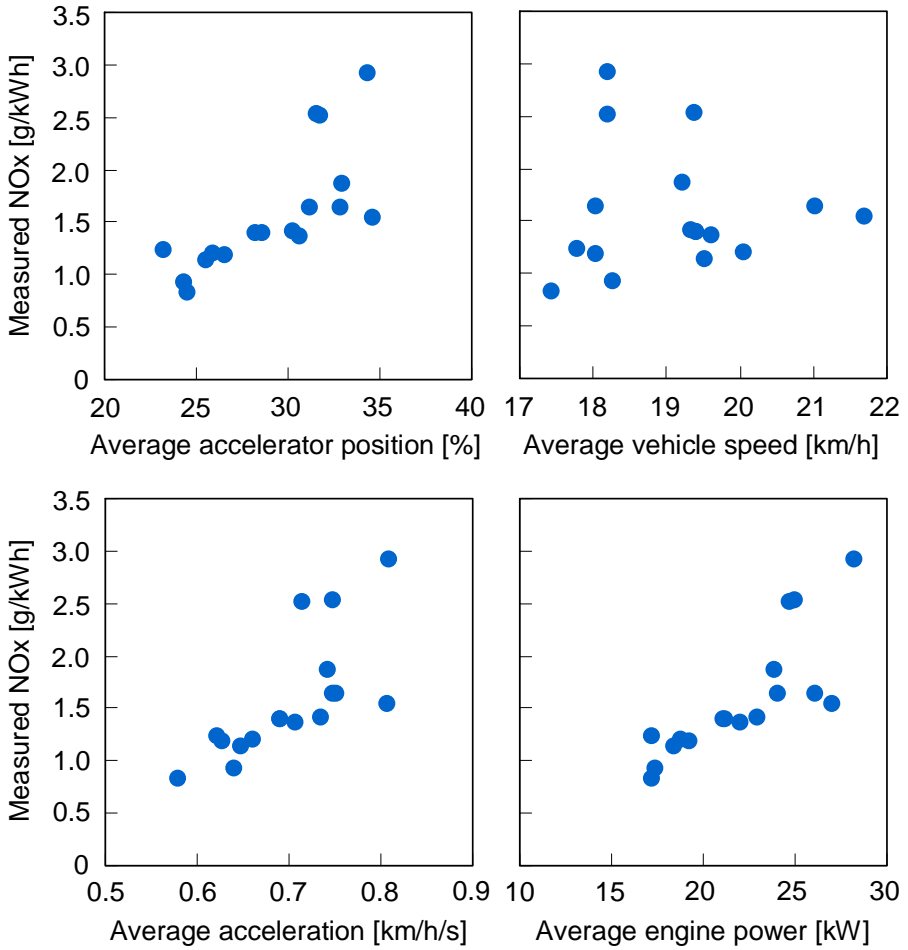 Measured NOx [g/kWh]
3.5
3.0
2.5
2.0
1.5
1.0
0.5
0
20 25 30 35 40
Average accelerator position [%]
17 18 19 20 21 22
Average vehicle speed [km/h]
Measured NOx [g/kWh]
3.5
3.0
2.5
2.0
1.5
1.0
0.5
0
0.5 0.6 0.7 0.8 0.9
Average acceleration [km/h/s]
10 15 20 25 30
Average engine power [kW]